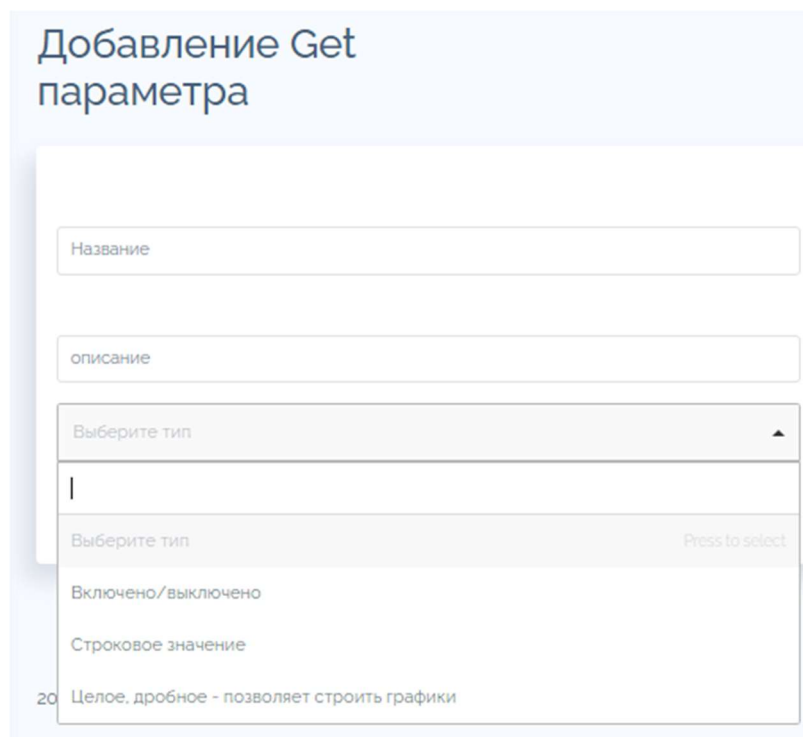 Добавление Get
параметра
Название
описание
Выберите тип
Выберите тип Press to select
Включено/выключено
Строковое значение
20 Целое, дробное - позволяет строить графики